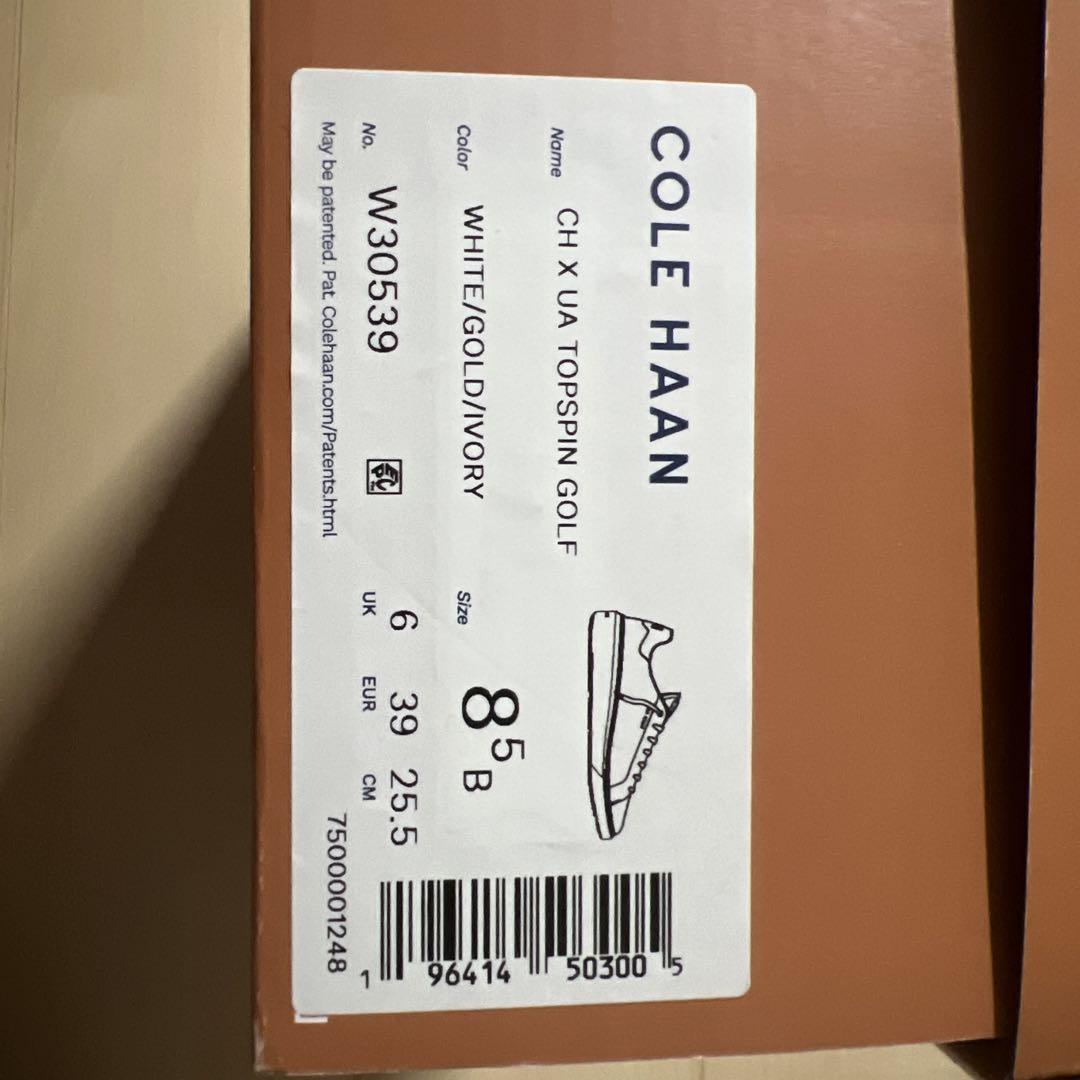 COLE HAAN
Name CH X UA TOPSPIN GOLF
Color WHITE/GOLD/IVORY
Size 8 5 B
No. W30539
EPC
6 39 25.5
UK EUR CM
May be patented. Pat. Colehaan.com/Patents.html
7500001248
1 96414 50300 5